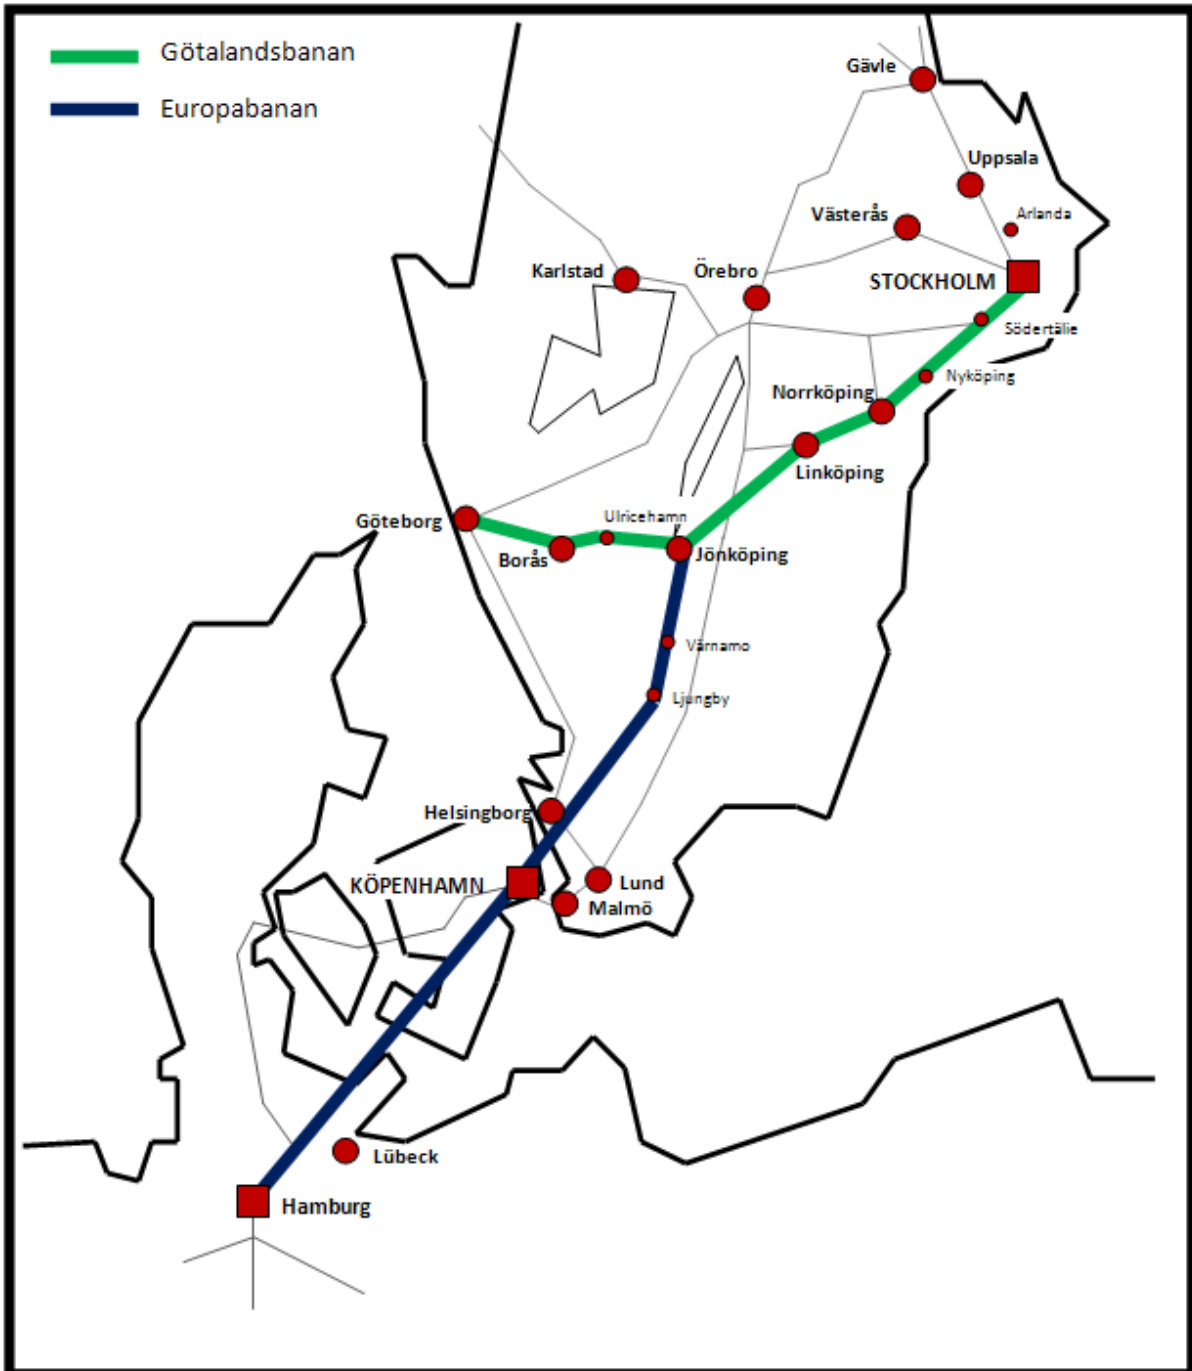 Götalandsbanan
Europabanan
Gävle
Uppsala
Arlanda
Västerås
Karlstad
Örebro
STOCKHOLM
Södertälie
Nyköping
Norrköping
Linköping
Ulricehamn
Göteborg
Borås
Jönköping
Värnamo
Ljungby
Helsingborg
KÖPENHAMN
Lund
Malmö
Lübeck
Hamburg